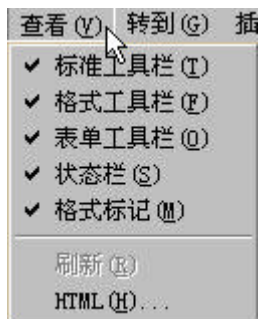 查看(V) 转到(G) 插
✔ 标准工具栏(T)
✔ 格式工具栏(F)
✔ 表单工具栏(O)
✔ 状态栏(S)
✔ 格式标记(M)
刷新(R)
HTML(H)...